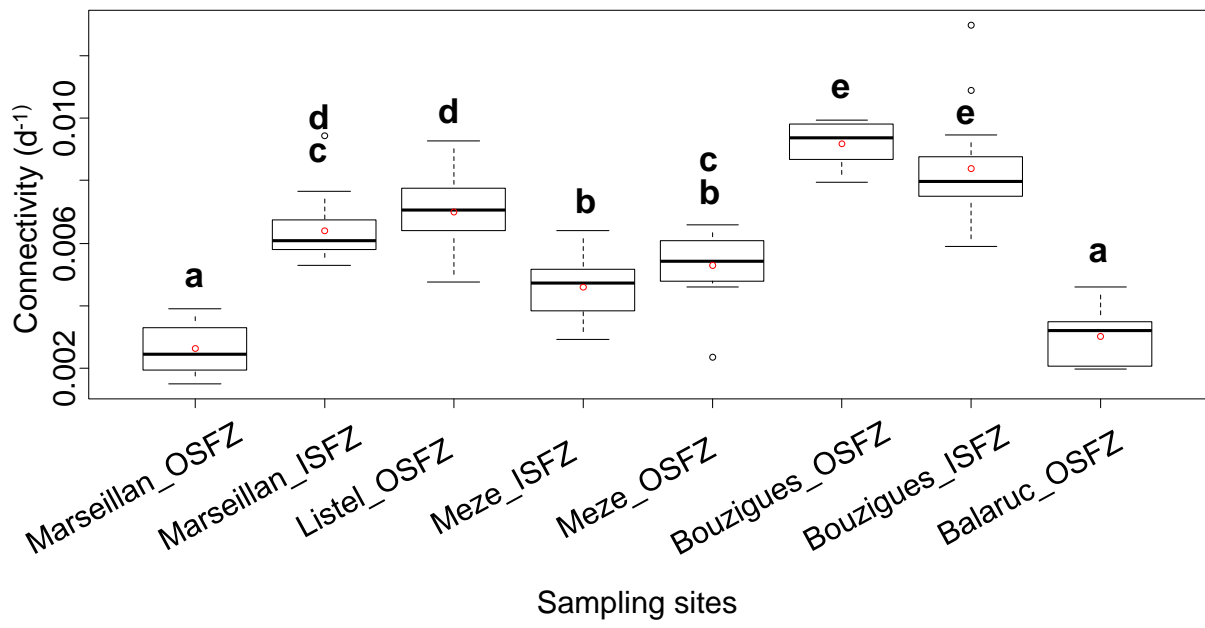 Connectivity (d-1)
0.010
0.006
0.002
a
d
c
d
b
c
b
e
e
a
Marseillan_OSFZ
Marseillan_ISFZ
Listel_OSFZ
Meze_ISFZ
Meze_OSFZ
Bouzigues_OSFZ
Bouzigues_ISFZ
Balaruc_OSFZ
Sampling sites